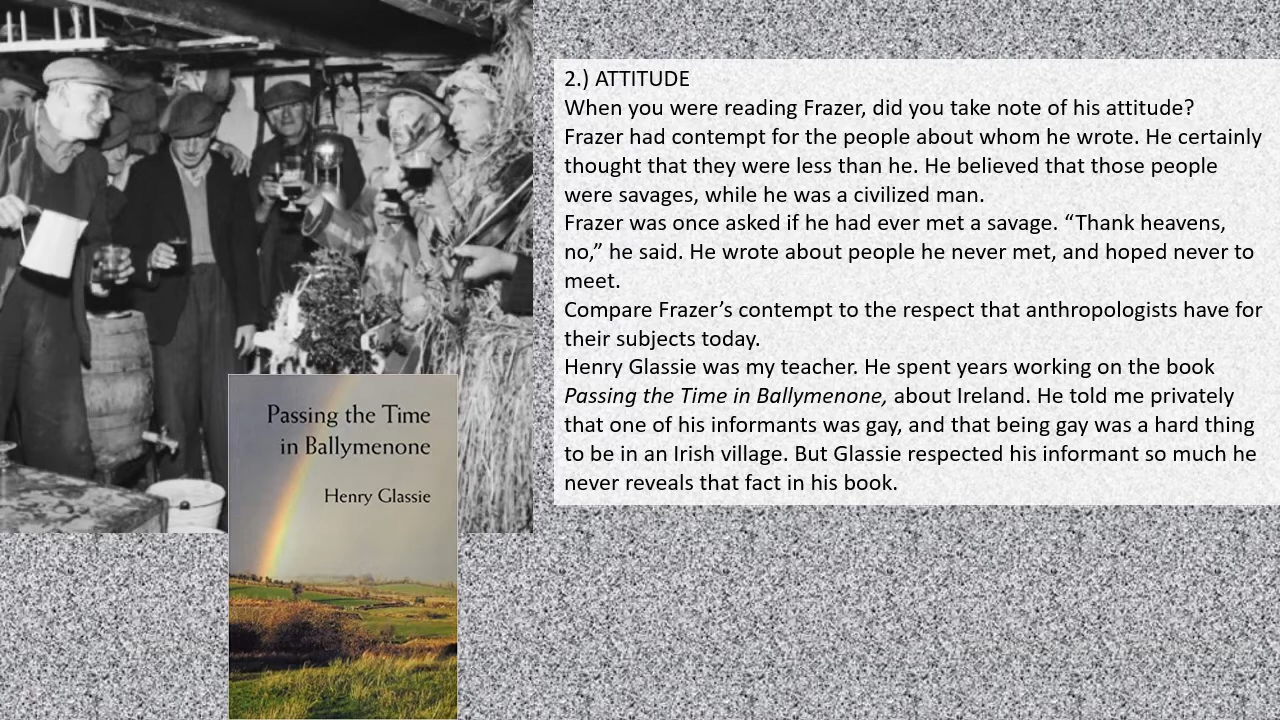 2.) ATTITUDE
When you were reading Frazer, did you take note of his attitude?
Frazer had contempt for the people about whom he wrote. He certainly
thought that they were less than he. He believed that those people
were savages, while he was a civilized man.
Frazer was once asked if he had ever met a savage. “Thank heavens,
no,” he said. He wrote about people he never met, and hoped never to
meet.
Compare Frazer’s contempt to the respect that anthropologists have for
their subjects today.
Henry Glassie was my teacher. He spent years working on the book
Passing the Time in Ballymenone, about Ireland. He told me privately
that one of his informants was gay, and that being gay was a hard thing
to be in an Irish village. But Glassie respected his informant so much he
never reveals that fact in his book.
Passing the Time
in Ballymenone
Henry Glassie